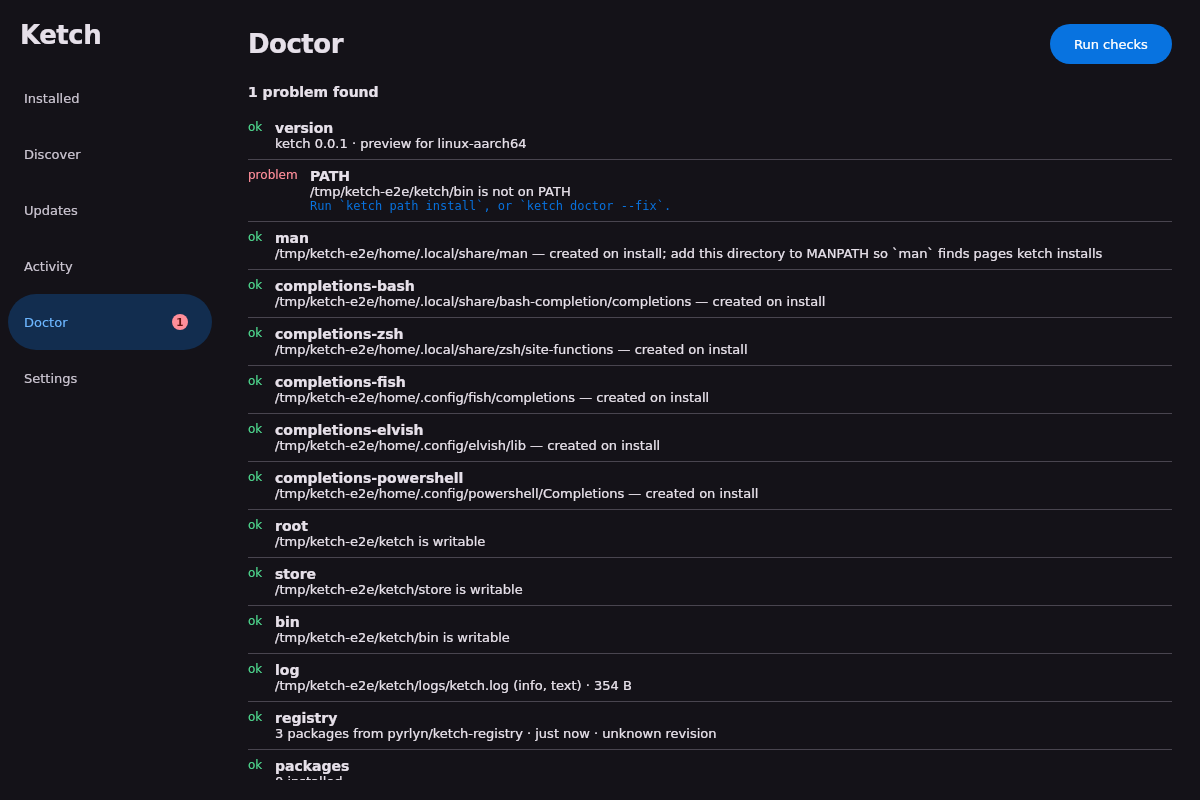 Ketch
Installed
Discover
Updates
Activity
Doctor
1
Settings
Doctor
Run checks
1 problem found
ok
version
ketch 0.0.1 · preview for linux-aarch64
problem
PATH
/tmp/ketch-e2e/ketch/bin is not on PATH
Run `ketch path install`, or `ketch doctor --fix`.
ok
man
/tmp/ketch-e2e/home/.local/share/man — created on install; add this directory to MANPATH so `man` finds pages ketch installs
ok
completions-bash
/tmp/ketch-e2e/home/.local/share/bash-completion/completions — created on install
ok
completions-zsh
/tmp/ketch-e2e/home/.local/share/zsh/site-functions — created on install
ok
completions-fish
/tmp/ketch-e2e/home/.config/fish/completions — created on install
ok
completions-elvish
/tmp/ketch-e2e/home/.config/elvish/lib — created on install
ok
completions-powershell
/tmp/ketch-e2e/home/.config/powershell/Completions — created on install
ok
root
/tmp/ketch-e2e/ketch is writable
ok
store
/tmp/ketch-e2e/ketch/store is writable
ok
bin
/tmp/ketch-e2e/ketch/bin is writable
ok
log
/tmp/ketch-e2e/ketch/logs/ketch.log (info, text) · 354 B
ok
registry
3 packages from pyrlyn/ketch-registry · just now · unknown revision
ok
packages
installed